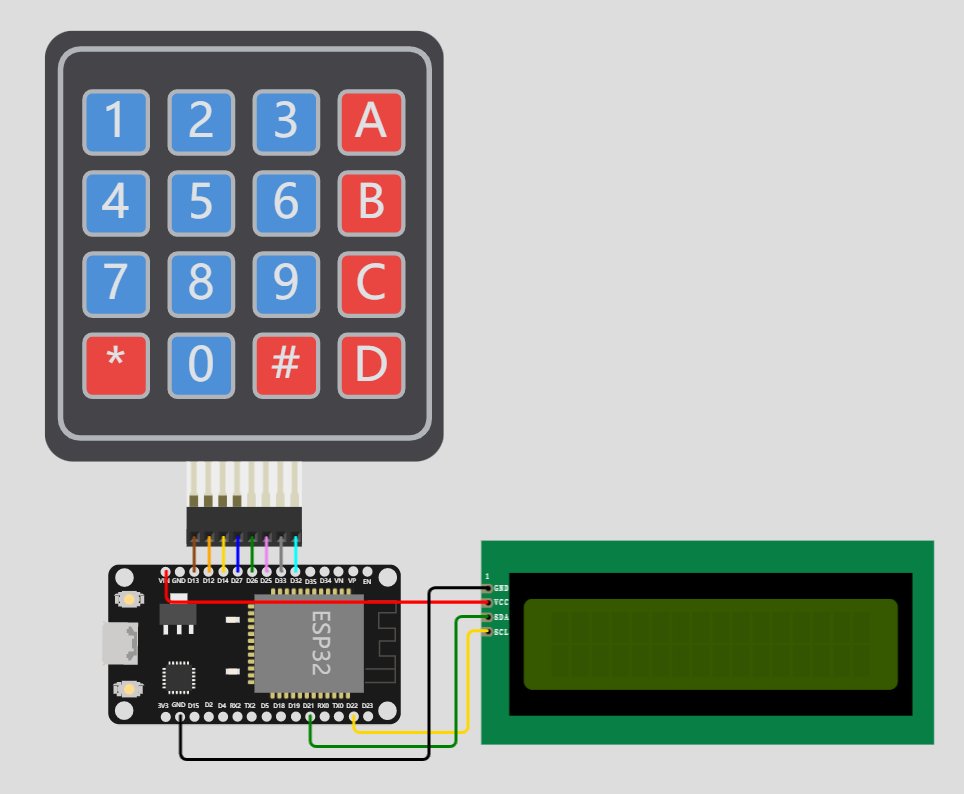 1 2 3 A
4 5 6 B
7 8 9 C
* 0 # D
VIN GND D13 D12 D14 D27 D26 D25 D33 D32 D35 D34 VN VP EN
ESP32
3V3 GND D15 D2 D4 RX2 TX2 D5 D18 D19 D21 RX0 TX0 D22 D23
1
GND
VCC
SDA
SCL